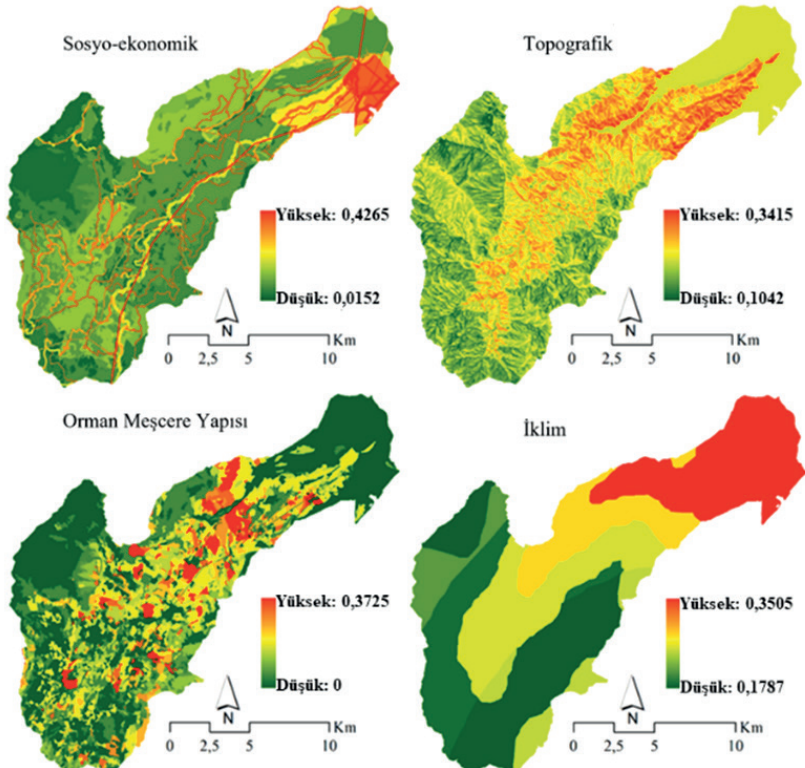 Sosyo-ekonomik
Yüksek: 0,4265
Düşük: 0,0152
N
Km
0 2,5 5 10
Topografik
Yüksek: 0,3415
Düşük: 0,1042
N
Km
0 2,5 5 10
Orman Meşcere Yapısı
Yüksek: 0,3725
Düşük: 0
N
Km
0 2,5 5 10
İklim
Yüksek: 0,3505
Düşük: 0,1787
N
Km
0 2,5 5 10